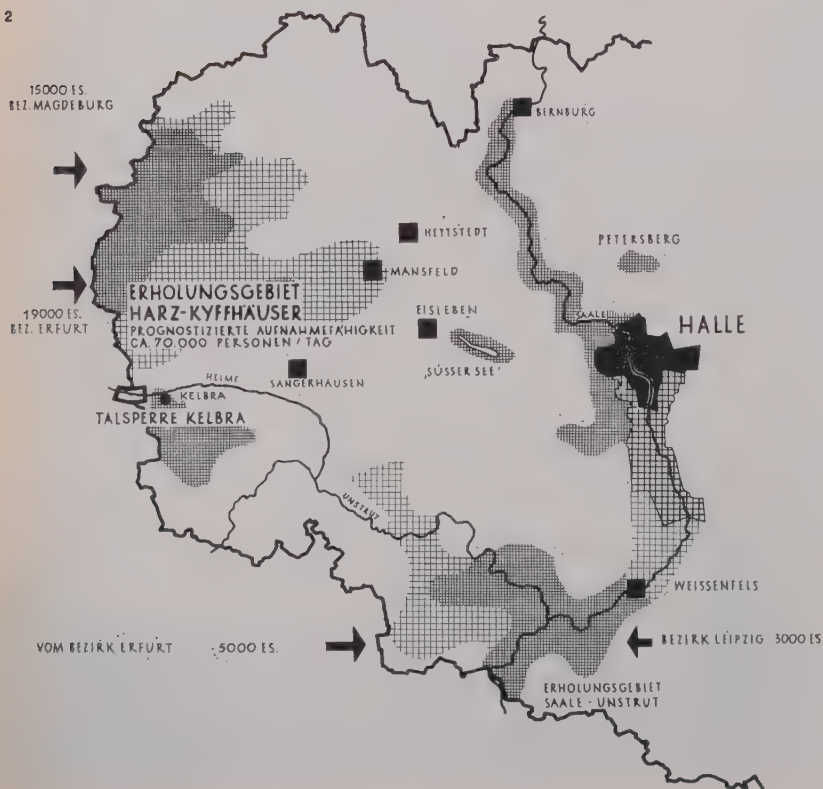 2
15000 ES.
BEZ. MAGDEBURG
BERNBURG
HETTSTEDT
PETERSBERG
MANSFELD
19000 ES.
BEZ. ERFURT
ERHOLUNGSGEBIET
HARZ-KYFFHÄUSER
PROGNOSTIZIERTE AUFNAHMEFÄHIGKEIT
CA. 70.000 PERSONEN / TAG
EISLEBEN
SAALE
HALLE
'SÜSSER SEE'
HELME
SANGERHAUSEN
KELBRA
TALSPERRE KELBRA
UNSTRUT
WEISSENFELS
VOM BEZIRK ERFURT 5000 ES.
BEZIRK LEIPZIG 3000 ES
ERHOLUNGSGEBIET
SAALE - UNSTRUT